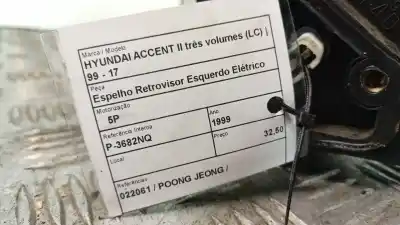 Marca / Modelo
HYUNDAI ACCENT II três volumes (LC) |
99 - 17
Peça
Espelho Retrovisor Esquerdo Elétrico
Motorização
5P
Referência Interna
Ano
Preço
P-3682NQ
1999
32.50
Local
Referências
022061 / POONG JEONG /